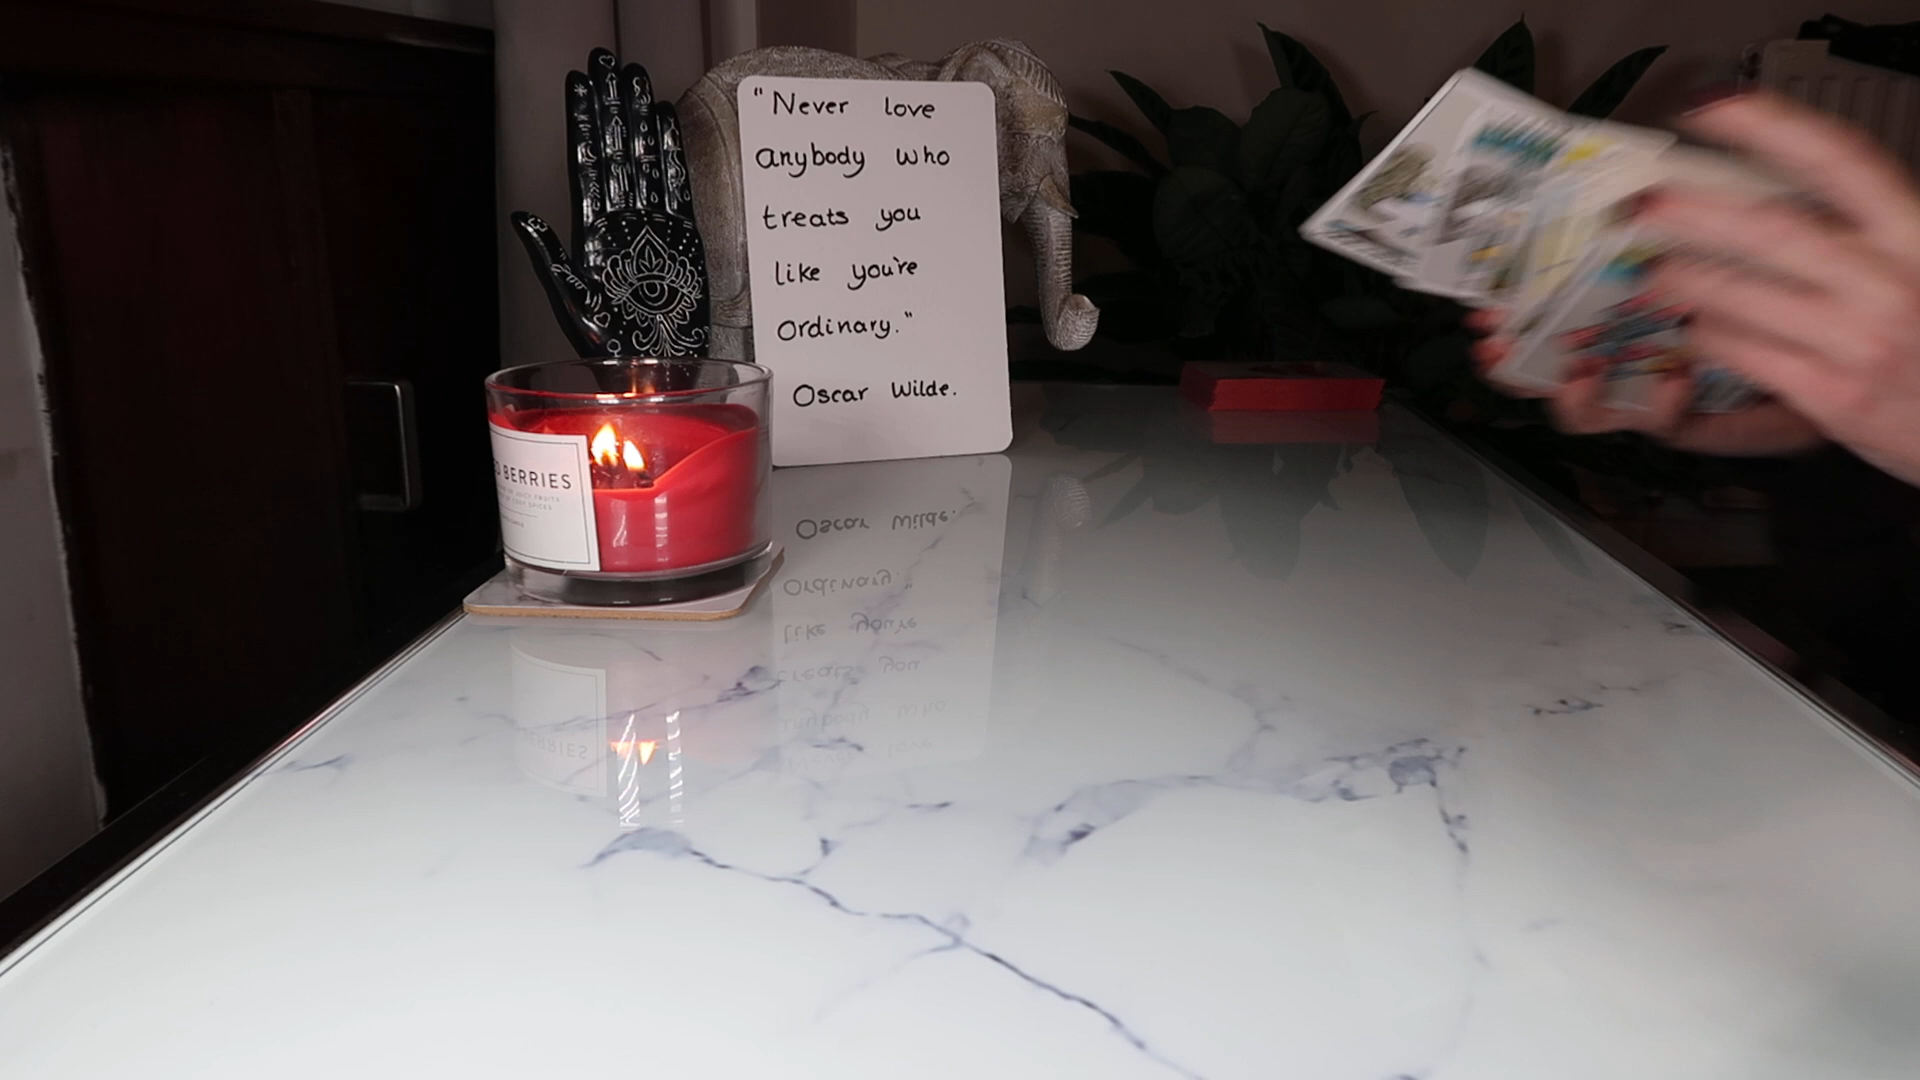 "Never love
anybody who
treats you
like you're
Ordinary."
Oscar Wilde.
BERRIES